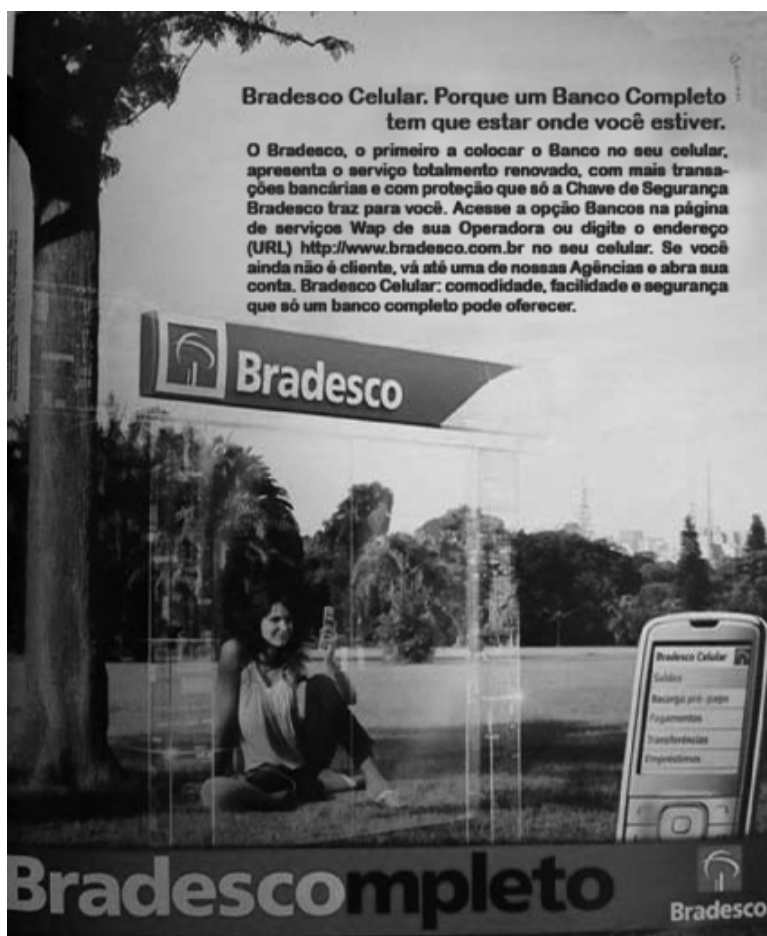 Bradesco Celular. Porque um Banco Completo
tem que estar onde você estiver.
O Bradesco, o primeiro a colocar o Banco no seu celular,
apresenta o serviço totalmento renovado, com mais transa-
ções bancárias e com proteção que só a Chave de Segurança
Bradesco traz para você. Acesse a opção Bancos na página
de serviços Wap de sua Operadora ou digite o endereço
(URL) http://www.bradesco.com.br no seu celular. Se você
ainda não é cliente, vá até uma de nossas Agências e abra sua
conta. Bradesco Celular: comodidade, facilidade e segurança
que só um banco completo pode oferecer.
Bradesco
Bradesco Celular
Saldos
Recarga pré-pago
Pagamentos
Transferências
Empréstimos
Bradescompleto
Bradesco